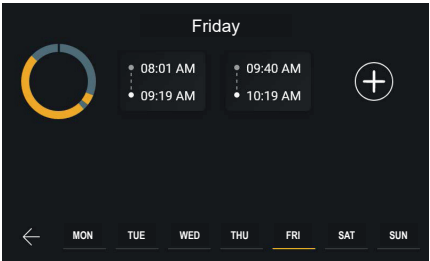 Friday
08:01 AM
09:19 AM
09:40 AM
10:19 AM
MON TUE WED THU FRI SAT SUN